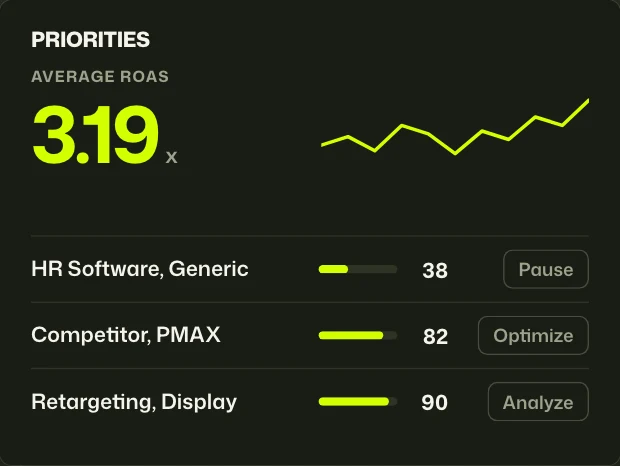 PRIORITIES
AVERAGE ROAS
3.19 x
HR Software, Generic 38 Pause
Competitor, PMAX 82 Optimize
Retargeting, Display 90 Analyze